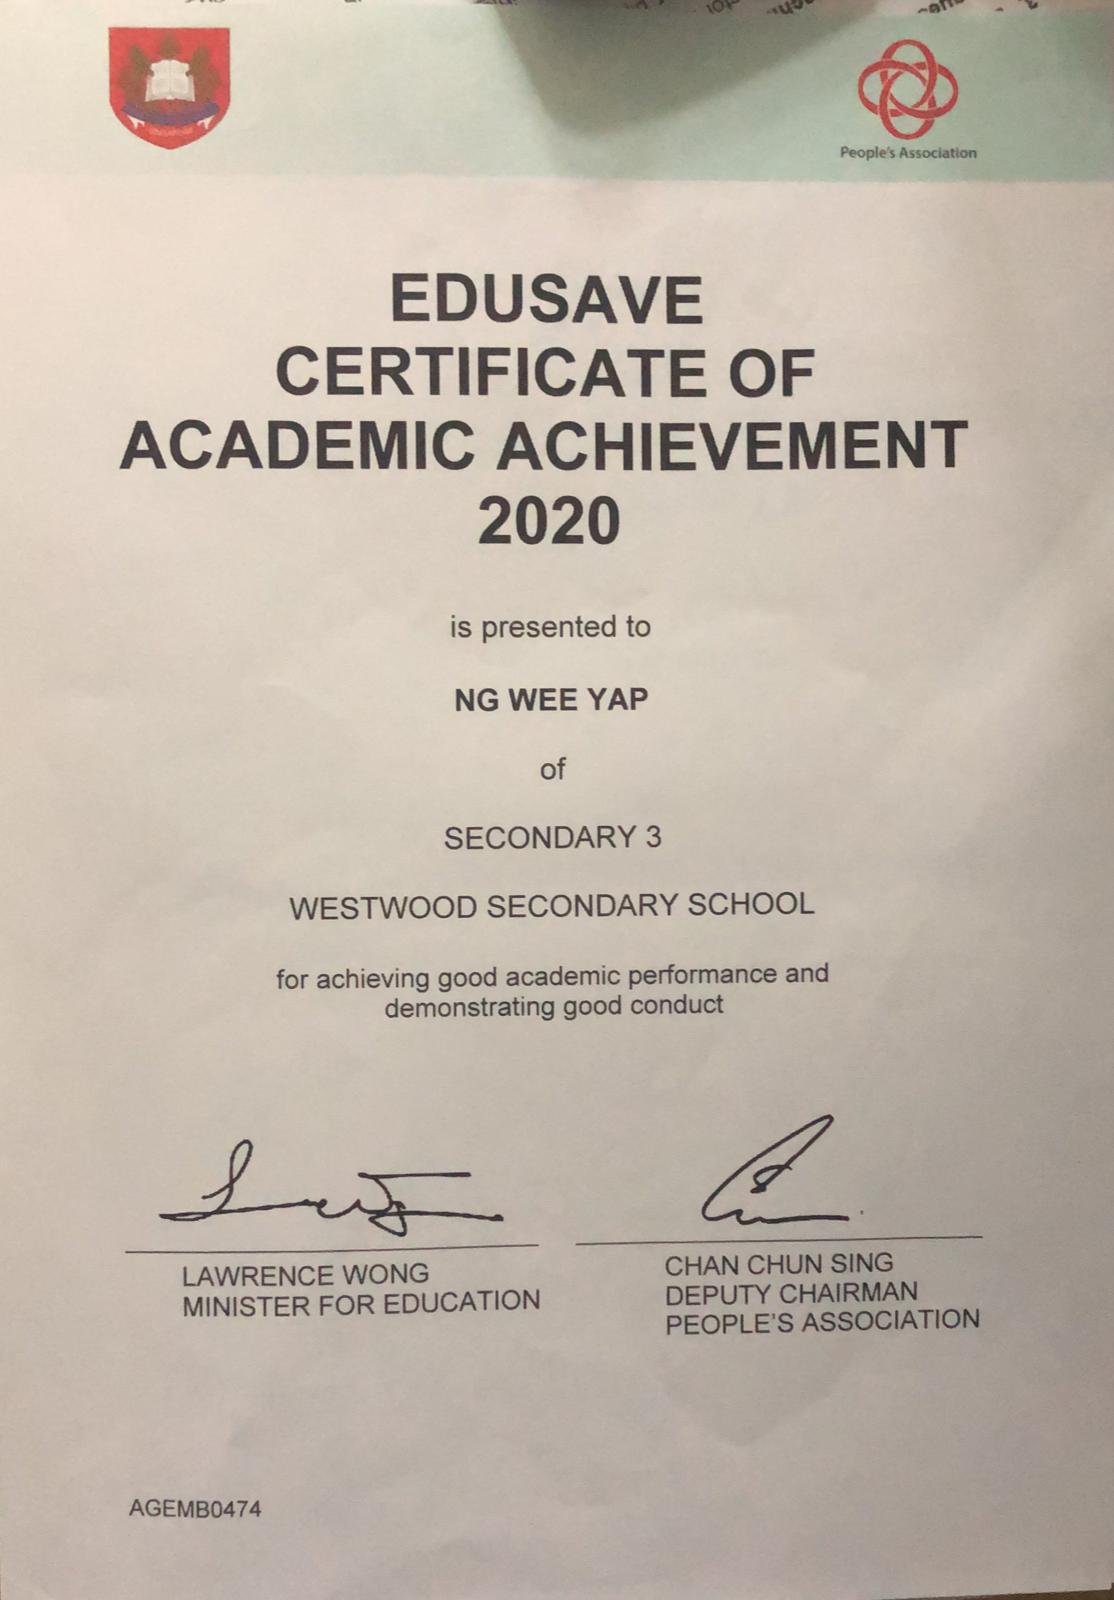 People's Association
EDUSAVE
CERTIFICATE OF
ACADEMIC ACHIEVEMENT
2020
is presented to
NG WEE YAP
of
SECONDARY 3
WESTWOOD SECONDARY SCHOOL
for achieving good academic performance and
demonstrating good conduct
LAWRENCE WONG
MINISTER FOR EDUCATION
CHAN CHUN SING
DEPUTY CHAIRMAN
PEOPLE'S ASSOCIATION
AGEMB0474